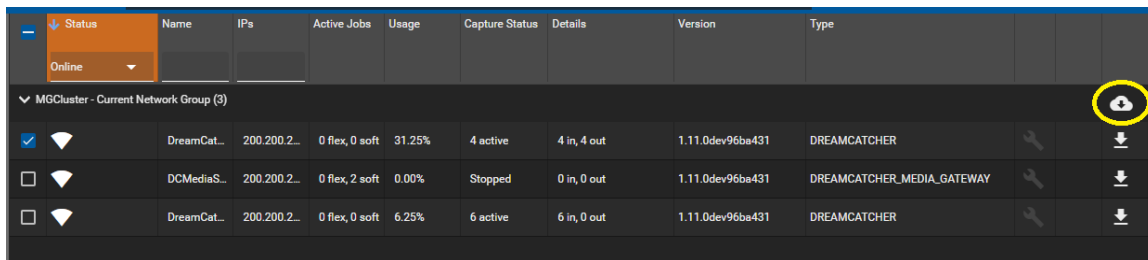 Status Name IPs Active Jobs Usage Capture Status Details Version Type
Online
MGCluster - Current Network Group (3)
DreamCat... 200.200.2... 0 flex, 0 soft 31.25% 4 active 4 in, 4 out 1.11.0dev96ba431 DREAMCATCHER
DCMediaS... 200.200.2... 0 flex, 2 soft 0.00% Stopped 0 in, 0 out 1.11.0dev96ba431 DREAMCATCHER_MEDIA_GATEWAY
DreamCat... 200.200.2... 0 flex, 0 soft 6.25% 6 active 6 in, 0 out 1.11.0dev96ba431 DREAMCATCHER